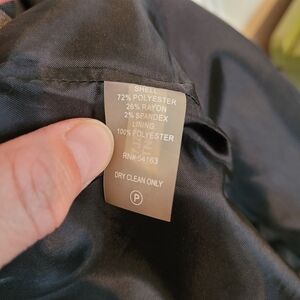 SHELL
72% POLYESTER
26% RAYON
2% SPANDEX
LINING
100% POLYESTER
RN# 54163
DRY CLEAN ONLY
P